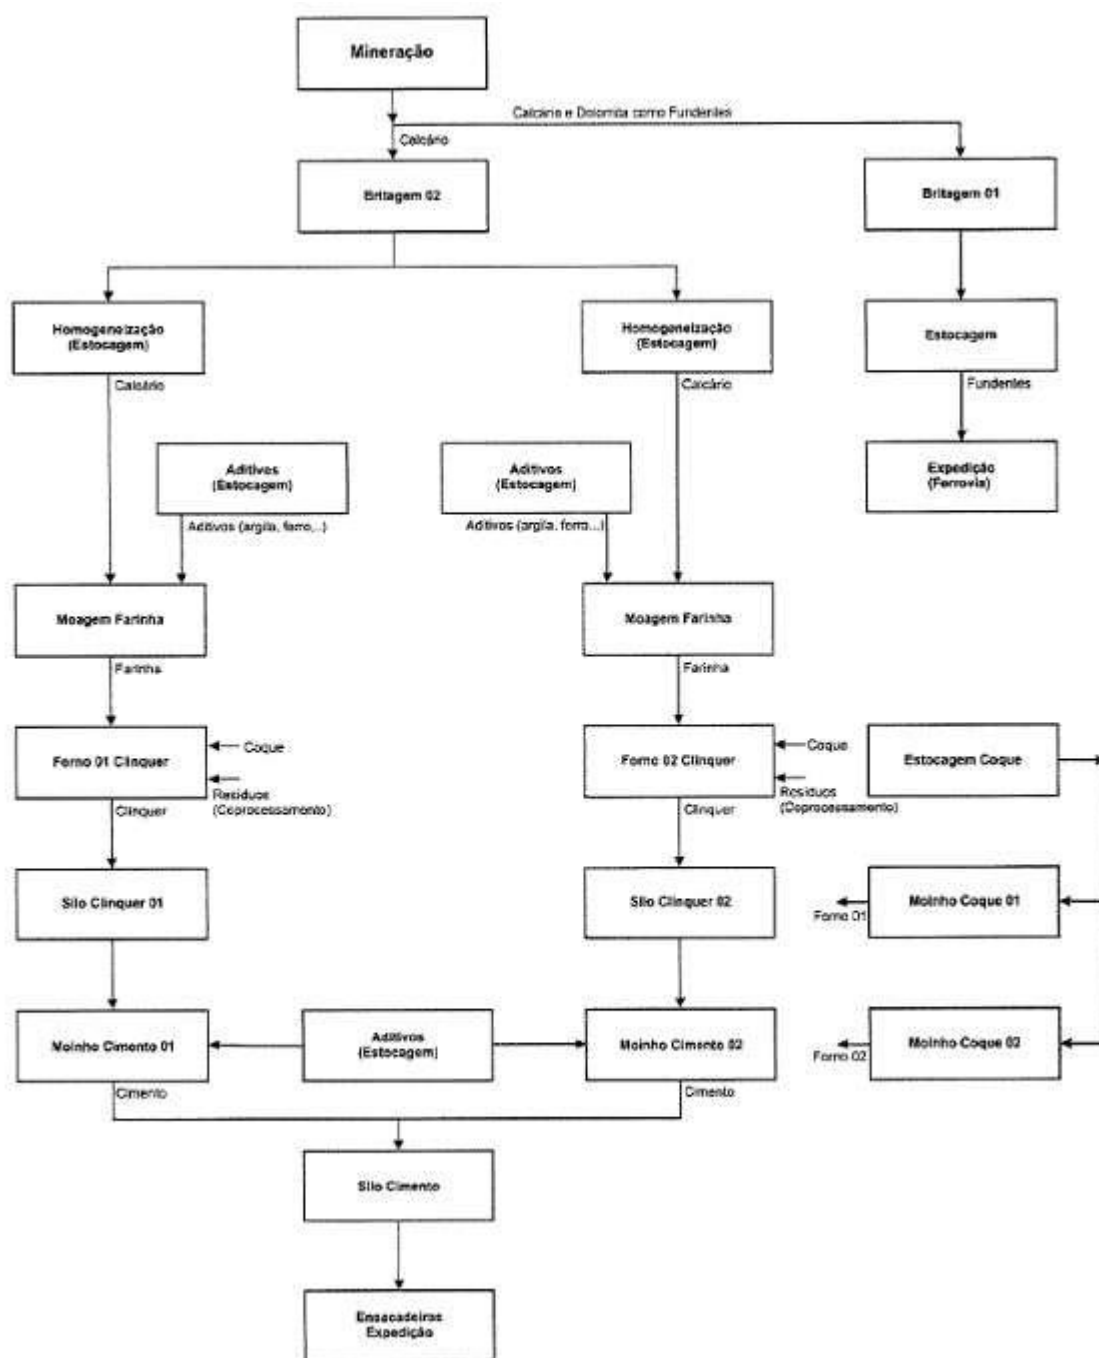 Mineração
Calcário e Dolomita como Fundentes
Calcário
Britagem 02
Britagem 01
Homogeneização
(Estocagem)
Homogeneização
(Estocagem)
Estocagem
Calcário
Calcário
Fundentes
Aditivos
(Estocagem)
Aditivos
(Estocagem)
Expedição
(Ferrovia)
Aditivos (argila, ferro,..)
Aditivos (argila, ferro...)
Moagem Farinha
Moagem Farinha
Farinha
Farinha
Forno 01 Clinquer
Coque
Resíduos
(Coprocessamento)
Forno 02 Clinquer
Coque
Resíduos
(Coprocessamento)
Estocagem Coque
Clinquer
Clinquer
Silo Clinquer 01
Silo Clinquer 02
Forno 01
Moinho Coque 01
Moinho Cimento 01
Aditivos
(Estocagem)
Moinho Cimento 02
Forno 02
Moinho Coque 02
Cimento
Cimento
Silo Cimento
Ensacadeiras
Expedição